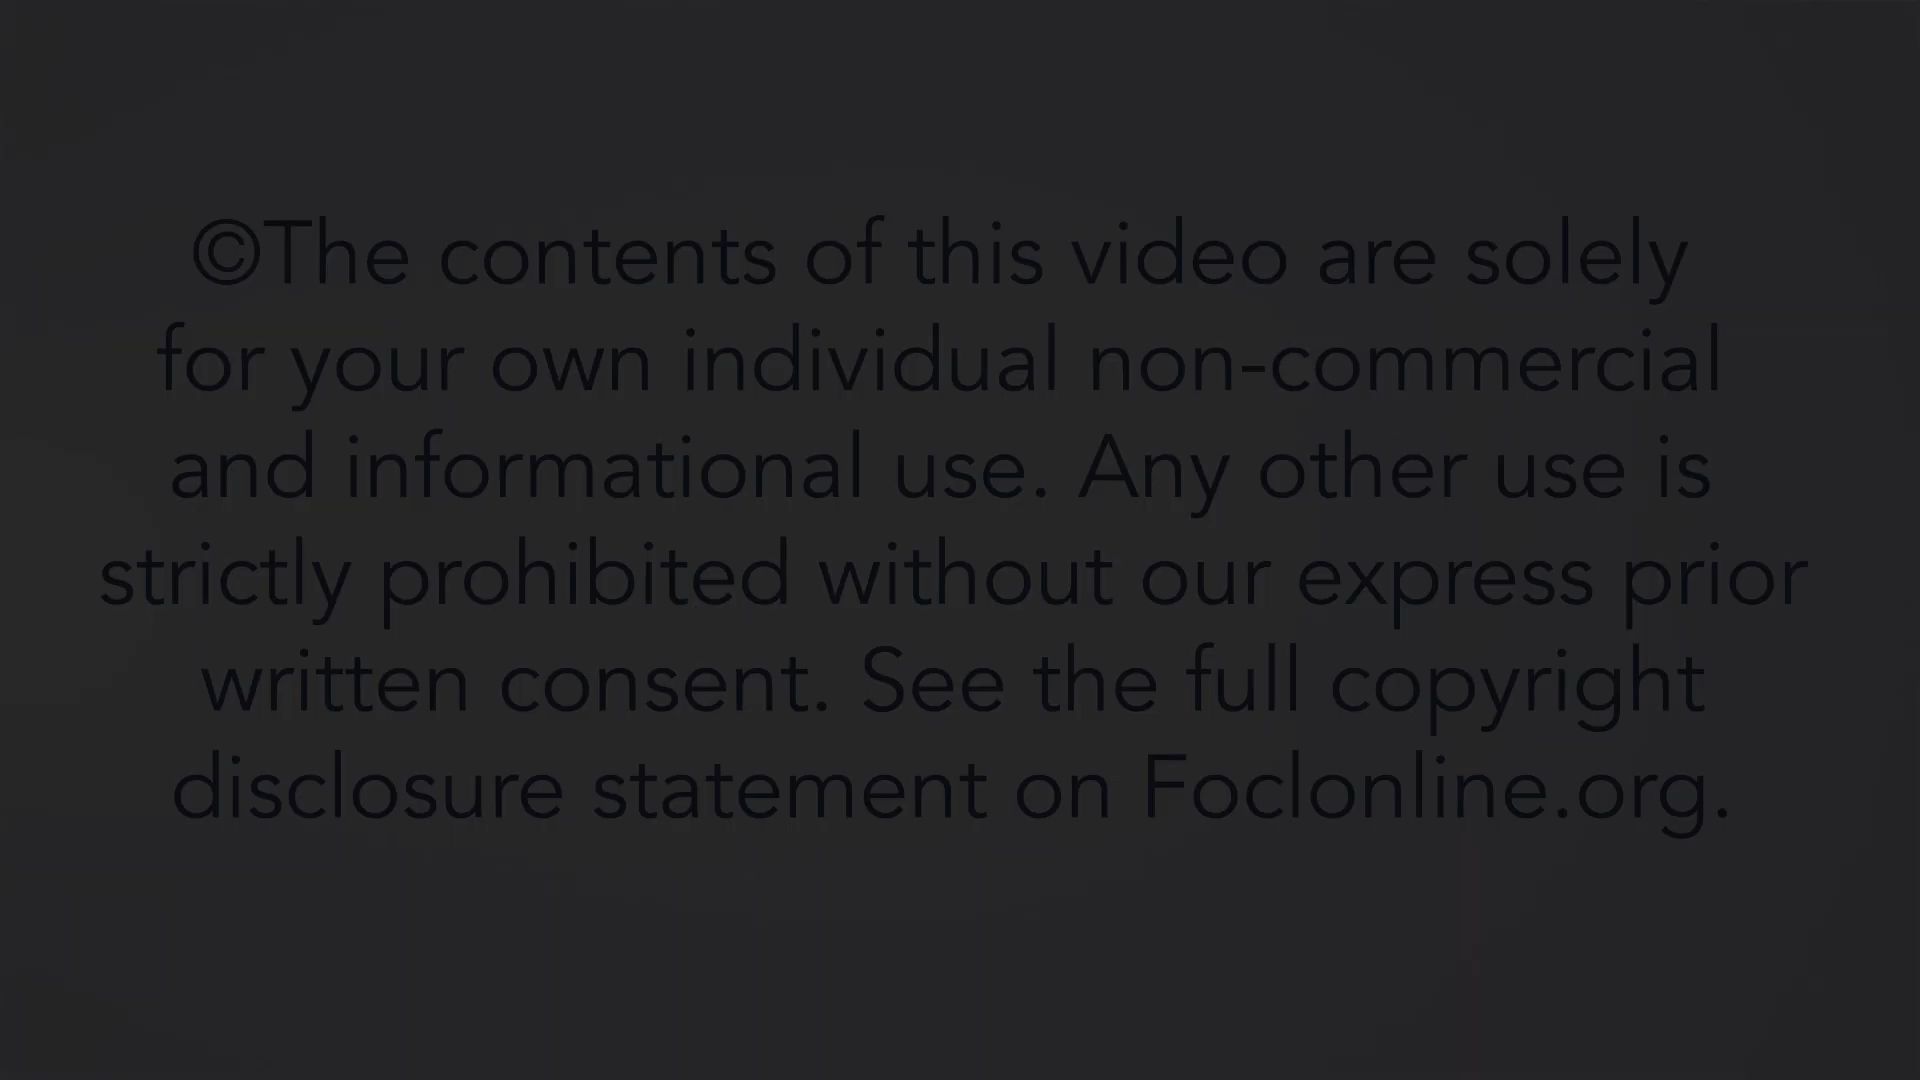 ©The contents of this video are solely
for your own individual non-commercial
and informational use. Any other use is
strictly prohibited without our express prior
written consent. See the full copyright
disclosure statement on Foclonline.org.